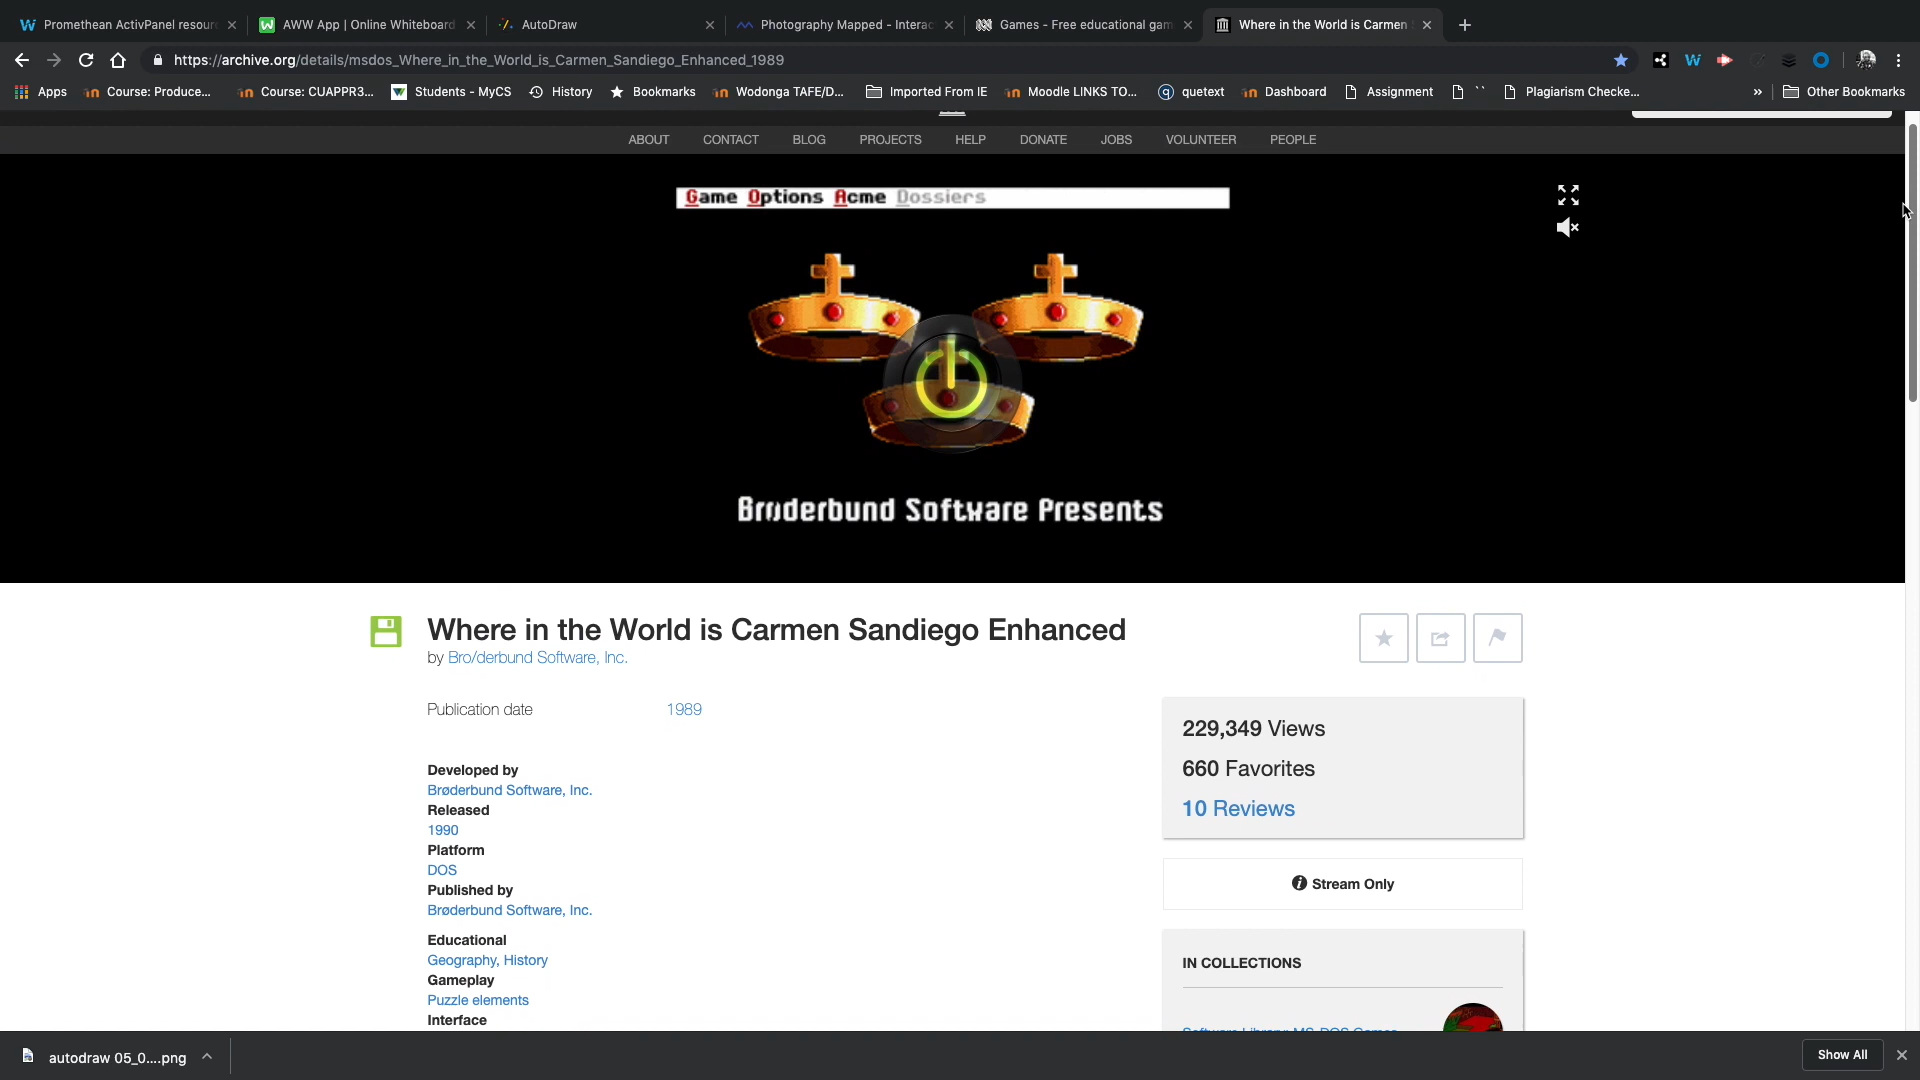 Promethean ActivPanel resour
AWW App | Online Whiteboard
AutoDraw
Photography Mapped - Interac
Games - Free educational gam
Where in the World is Carmen
https://archive.org/details/msdos_Where_in_the_World_is_Carmen_Sandiego_Enhanced_1989
Apps
Course: Produce...
Course: CUAPPR3...
Students - MyCS
History
Bookmarks
Wodonga TAFE/D...
Imported From IE
Moodle LINKS TO...
quetext
Dashboard
Assignment
``
Plagiarism Checke...
»
Other Bookmarks
ABOUT CONTACT BLOG PROJECTS HELP DONATE JOBS VOLUNTEER PEOPLE
Game Options Acme Dossiers
Brøderbund Software Presents
Where in the World is Carmen Sandiego Enhanced
by Bro/derbund Software, Inc.
Publication date 1989
Developed by
Brøderbund Software, Inc.
Released
1990
Platform
DOS
Published by
Brøderbund Software, Inc.
Educational
Geography, History
Gameplay
Puzzle elements
Interface
229,349 Views
660 Favorites
10 Reviews
Stream Only
IN COLLECTIONS
Software Library: MS-DOS Games
autodraw 05_0....png
Show All